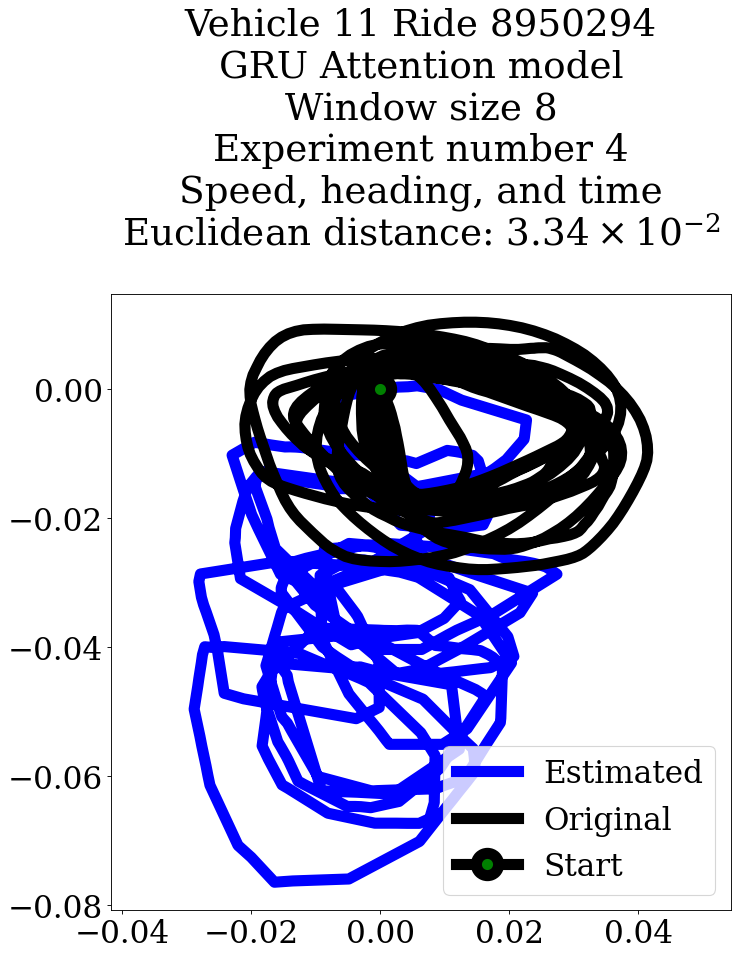 Vehicle 11 Ride 8950294
GRU Attention model
Window size 8
Experiment number 4
Speed, heading, and time
Euclidean distance: 3.34 × 10⁻²
0.00
−0.02
−0.04
−0.06
−0.08
Estimated
Original
Start
−0.04 −0.02 0.00 0.02 0.04